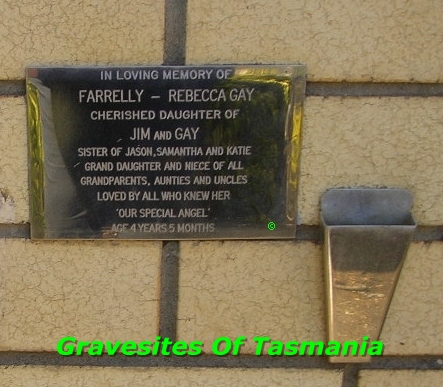 IN LOVING MEMORY OF
FARRELLY – REBECCA GAY
CHERISHED DAUGHTER OF
JIM AND GAY
SISTER OF JASON, SAMANTHA AND KATIE
GRAND DAUGHTER AND NIECE OF ALL
GRANDPARENTS, AUNTIES AND UNCLES
LOVED BY ALL WHO KNEW HER
'OUR SPECIAL ANGEL'
AGE 4 YEARS 5 MONTHS
©
Gravesites Of Tasmania